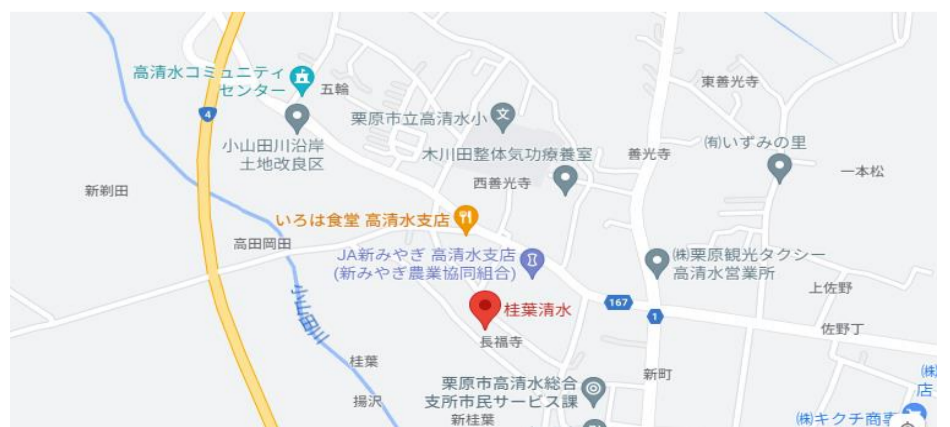 高清水コミュニティ
センター
五輪
4
小山田川沿岸
土地改良区
栗原市立高清水小
東善光寺
木川田整体気功療養室
善光寺
(有)いずみの里
西善光寺
一本松
新剃田
いろは食堂 高清水支店
高田岡田
JA新みやぎ 高清水支店
(新みやぎ農業協同組合)
㈱栗原観光タクシー
高清水営業所
上佐野
小山田川
167
1
桂葉清水
佐野丁
長福寺
桂葉
新町
栗原市高清水総合
支所市民サービス課
揚沢
新桂葉
㈱
店
㈱キクチ商事